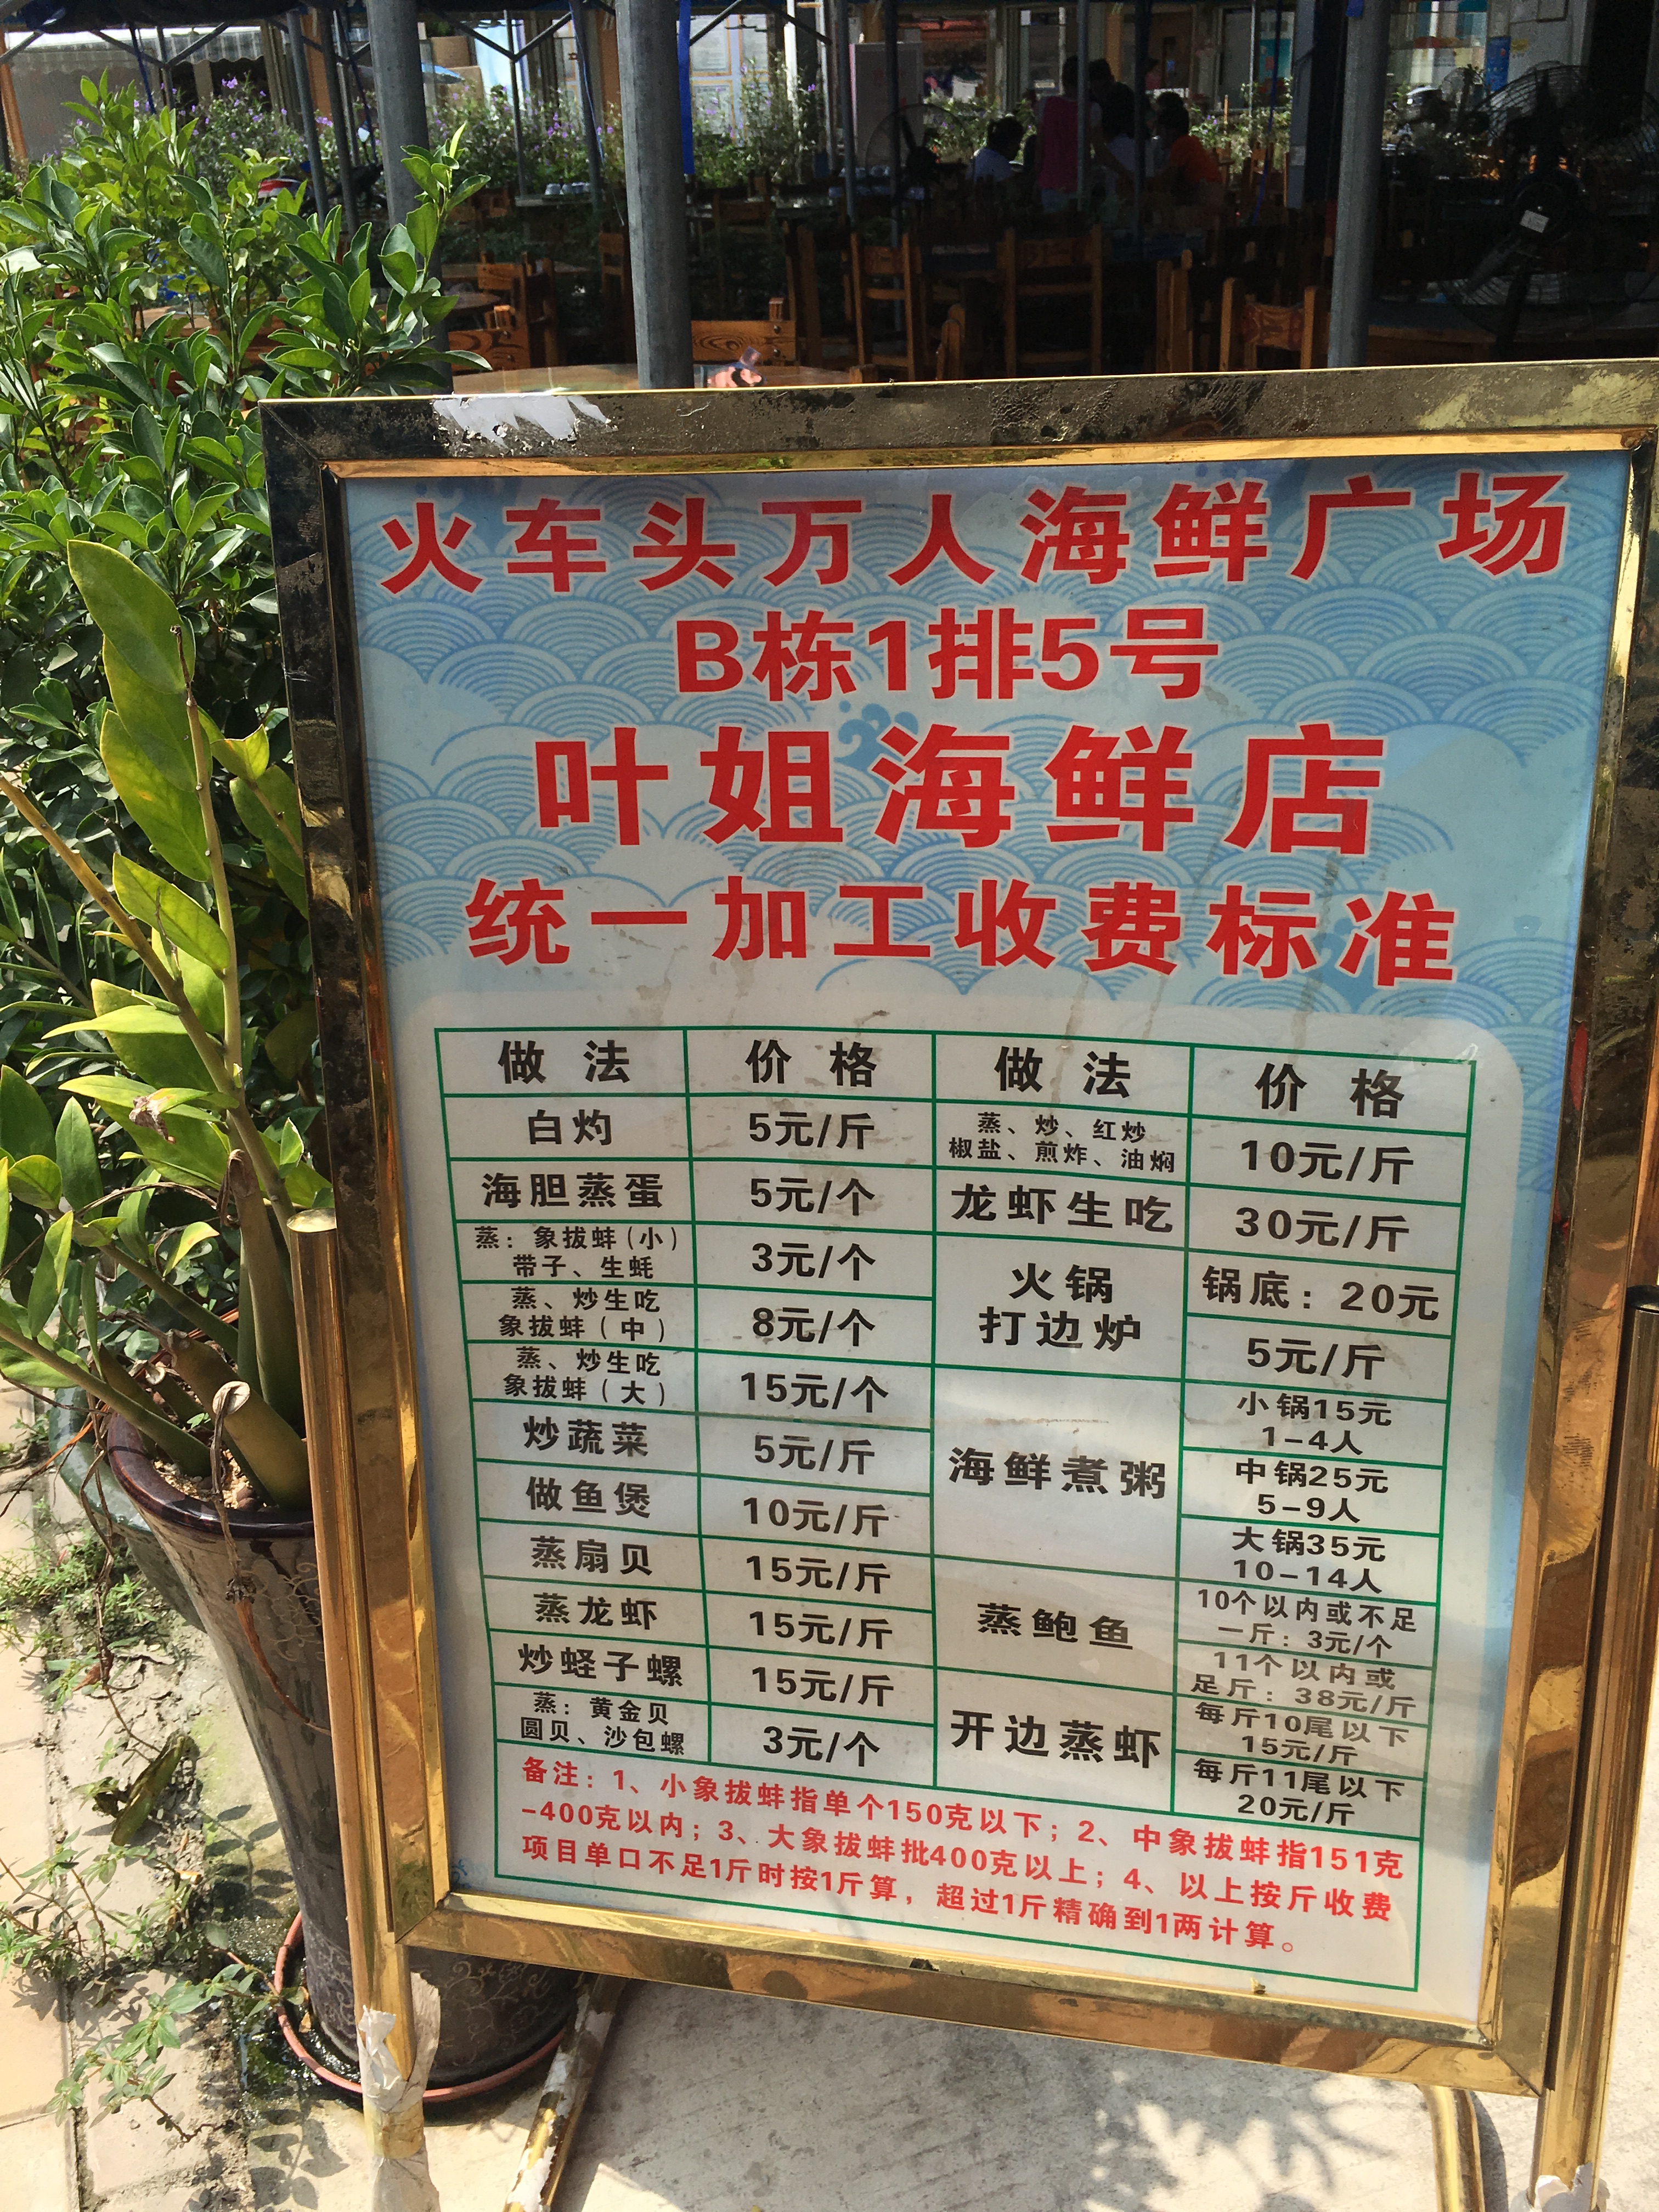 火车头万人海鲜广场
B栋1排5号
叶姐海鲜店
统一加工收费标准
做法 价格 做法 价格
白灼 5元/斤
海胆蒸蛋 5元/个
蒸：象拔蚌(小)
带子、生蚝 3元/个
蒸、炒生吃
象拔蚌(中) 8元/个
蒸、炒生吃
象拔蚌(大) 15元/个
炒蔬菜 5元/斤
做鱼煲 10元/斤
蒸扇贝 15元/斤
蒸龙虾 15元/斤
炒蛏子螺 15元/斤
蒸：黄金贝
圆贝、沙包螺 3元/个
蒸、炒、红炒
椒盐、煎炸、油焖 10元/斤
龙虾生吃 30元/斤
火锅
打边炉
锅底：20元
5元/斤
海鲜煮粥
小锅15元
1-4人
中锅25元
5-9人
大锅35元
10-14人
蒸鲍鱼
10个以内或不足
一斤：3元/个
11个以内或
足斤：38元/斤
开边蒸虾
每斤10尾以下
15元/斤
每斤11尾以下
20元/斤
备注：1、小象拔蚌指单个150克以下；2、中象拔蚌指151克
-400克以内；3、大象拔蚌批400克以上；4、以上按斤收费
项目单口不足1斤时按1斤算，超过1斤精确到1两计算。